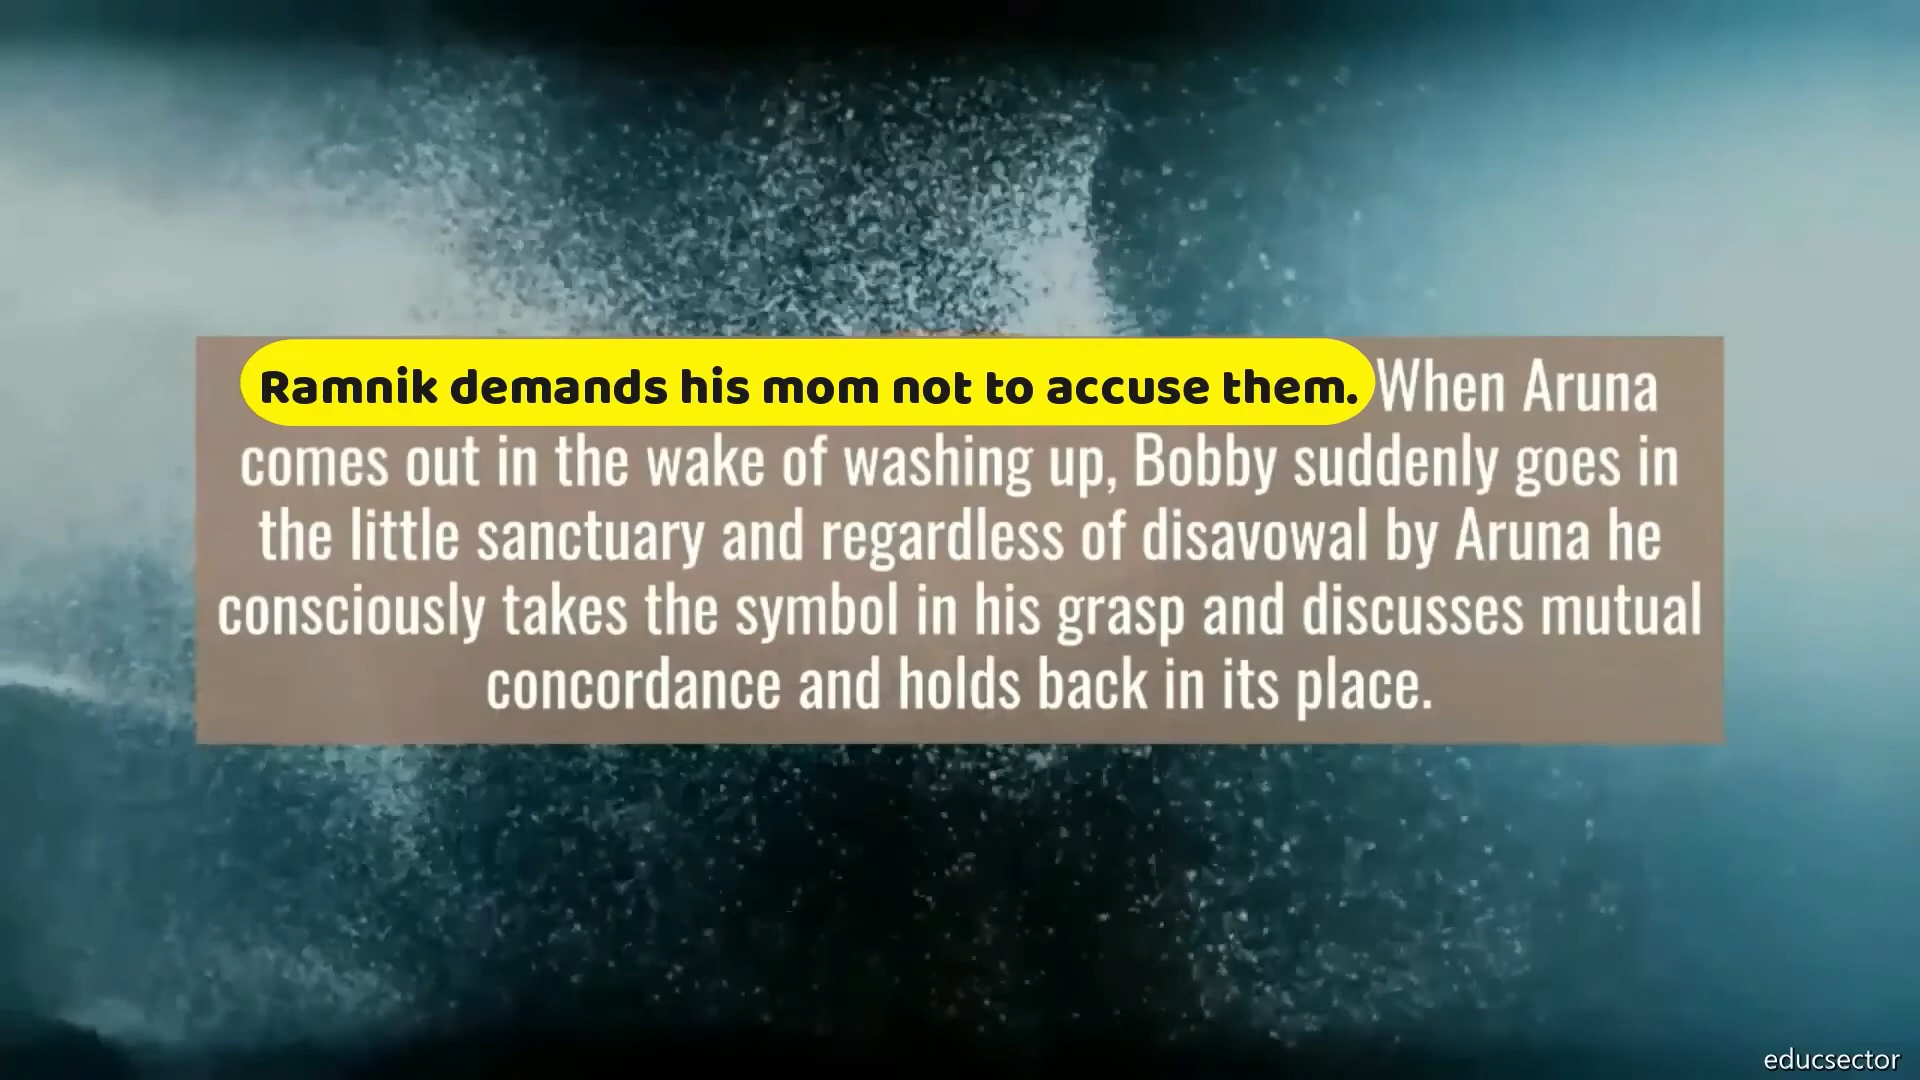 Ramnik demands his mom not to accuse them. When Aruna
comes out in the wake of washing up, Bobby suddenly goes in
the little sanctuary and regardless of disavowal by Aruna he
consciously takes the symbol in his grasp and discusses mutual
concordance and holds back in its place.
educsector